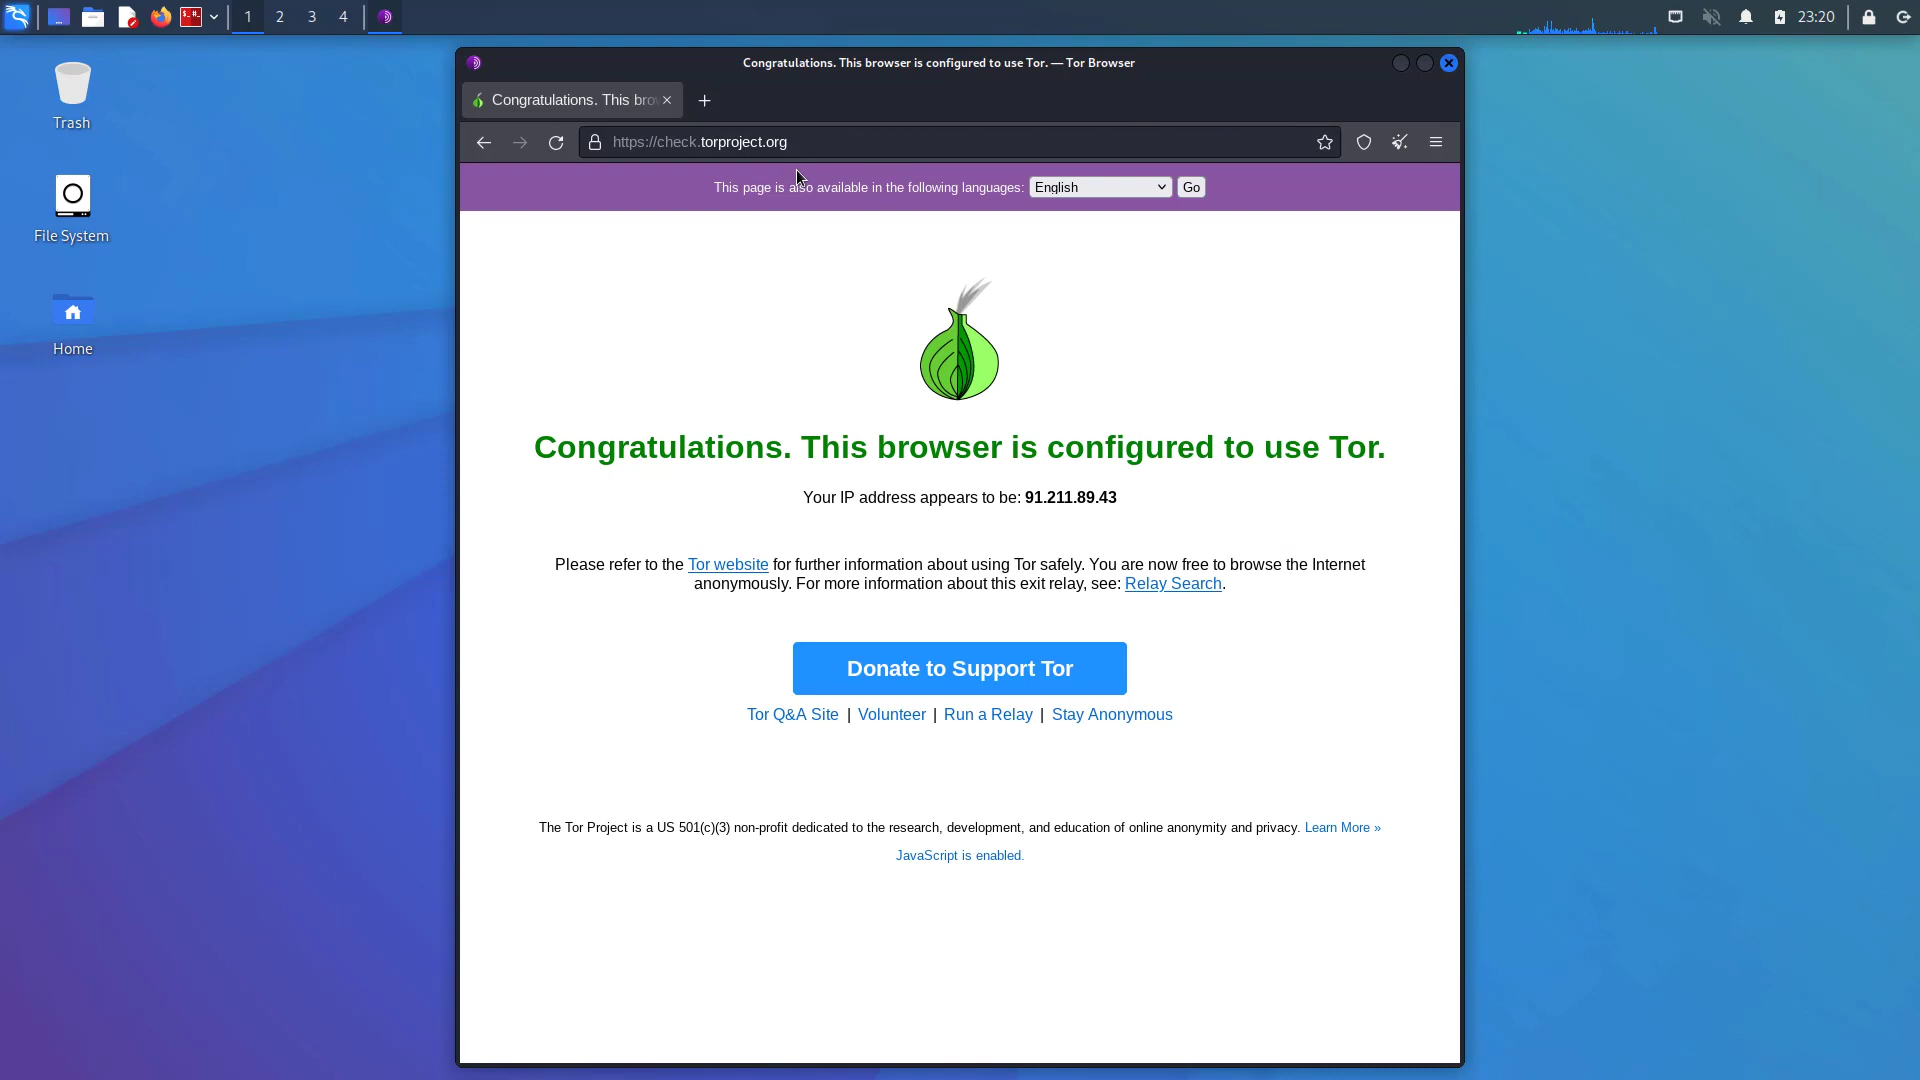 1 2 3 4
23:20
Trash
File System
Home
Congratulations. This browser is configured to use Tor. — Tor Browser
Congratulations. This bro
https://check.torproject.org
This page is also available in the following languages: English Go
Congratulations. This browser is configured to use Tor.
Your IP address appears to be: 91.211.89.43
Please refer to the Tor website for further information about using Tor safely. You are now free to browse the Internet
anonymously. For more information about this exit relay, see: Relay Search.
Donate to Support Tor
Tor Q&A Site | Volunteer | Run a Relay | Stay Anonymous
The Tor Project is a US 501(c)(3) non-profit dedicated to the research, development, and education of online anonymity and privacy. Learn More »
JavaScript is enabled.